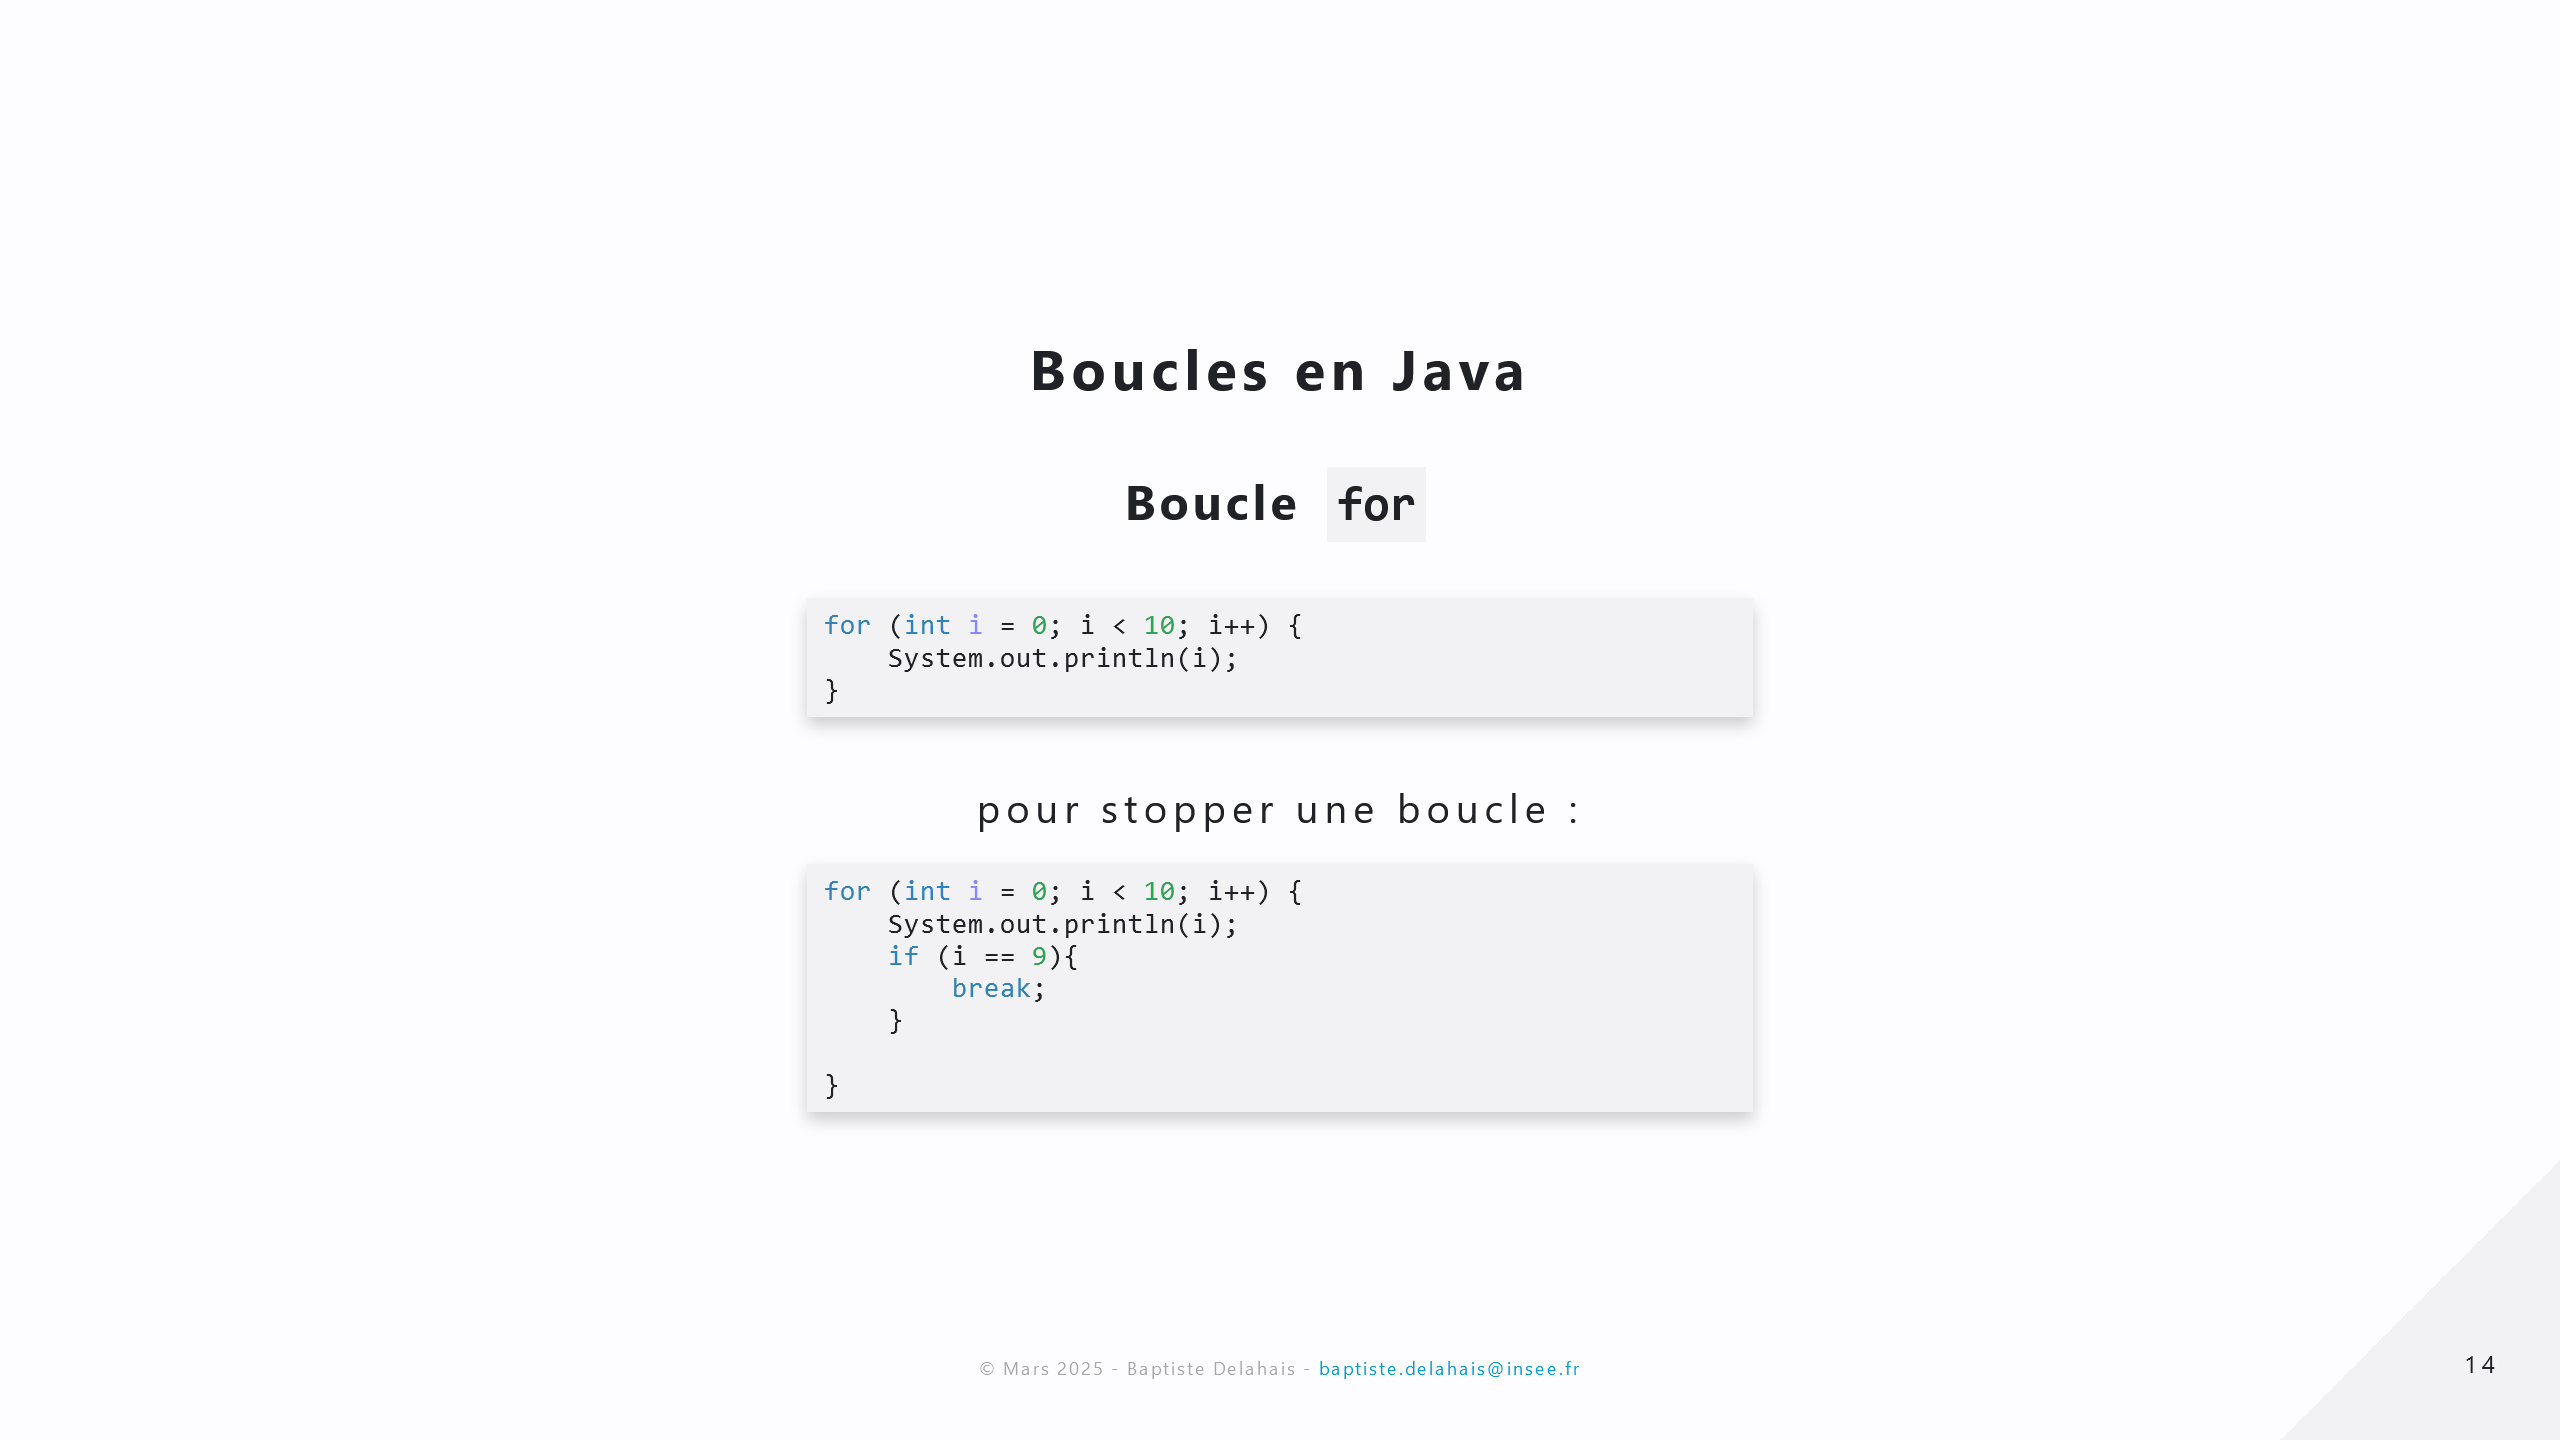 Boucles en Java
Boucle for
for (int i = 0; i < 10; i++) {
    System.out.println(i);
}
pour stopper une boucle :
for (int i = 0; i < 10; i++) {
    System.out.println(i);
    if (i == 9){
        break;
    }

}
© Mars 2025 - Baptiste Delahais - baptiste.delahais@insee.fr
14